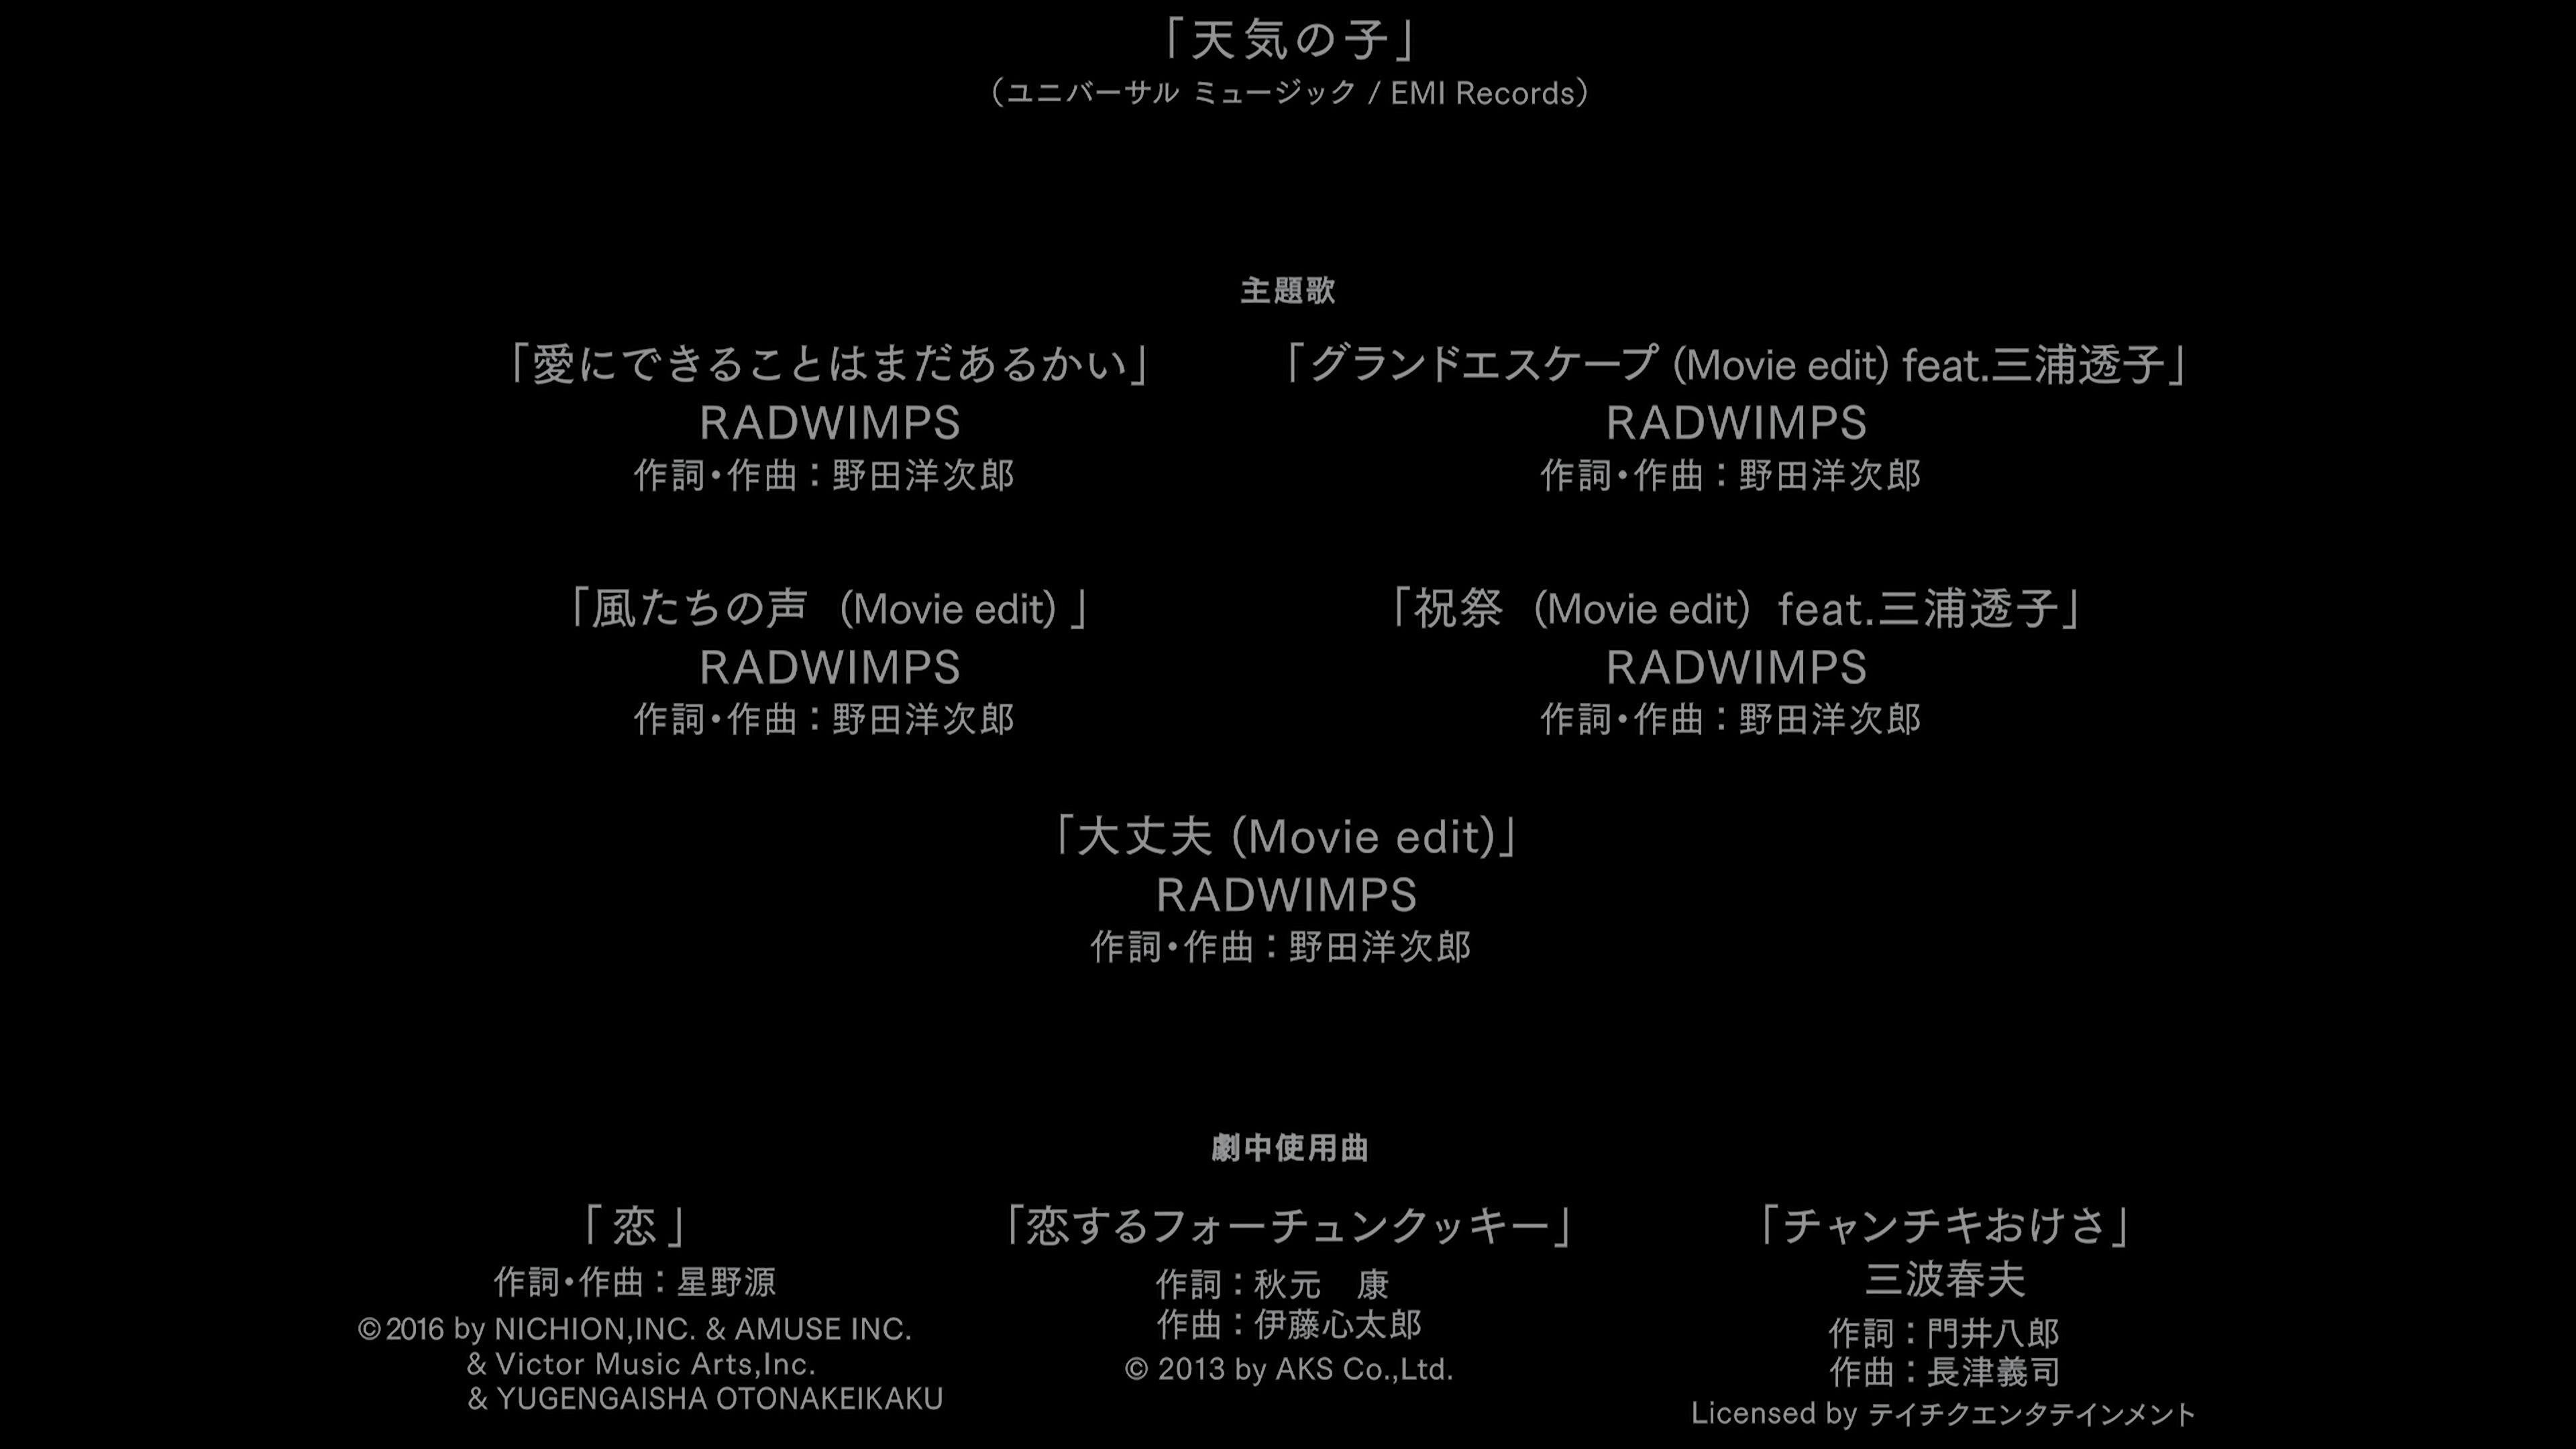 「天気の子」
（ユニバーサル ミュージック / EMI Records）
主題歌
「愛にできることはまだあるかい」
RADWIMPS
作詞・作曲：野田洋次郎
「グランドエスケープ (Movie edit) feat.三浦透子」
RADWIMPS
作詞・作曲：野田洋次郎
「風たちの声 (Movie edit) 」
RADWIMPS
作詞・作曲：野田洋次郎
「祝祭 (Movie edit) feat.三浦透子」
RADWIMPS
作詞・作曲：野田洋次郎
「大丈夫 (Movie edit)」
RADWIMPS
作詞・作曲：野田洋次郎
劇中使用曲
「恋」
作詞・作曲：星野源
©2016 by NICHION,INC. & AMUSE INC.
& Victor Music Arts,Inc.
& YUGENGAISHA OTONAKEIKAKU
「恋するフォーチュンクッキー」
作詞：秋元　康
作曲：伊藤心太郎
© 2013 by AKS Co.,Ltd.
「チャンチキおけさ」
三波春夫
作詞：門井八郎
作曲：長津義司
Licensed by テイチクエンタテインメント